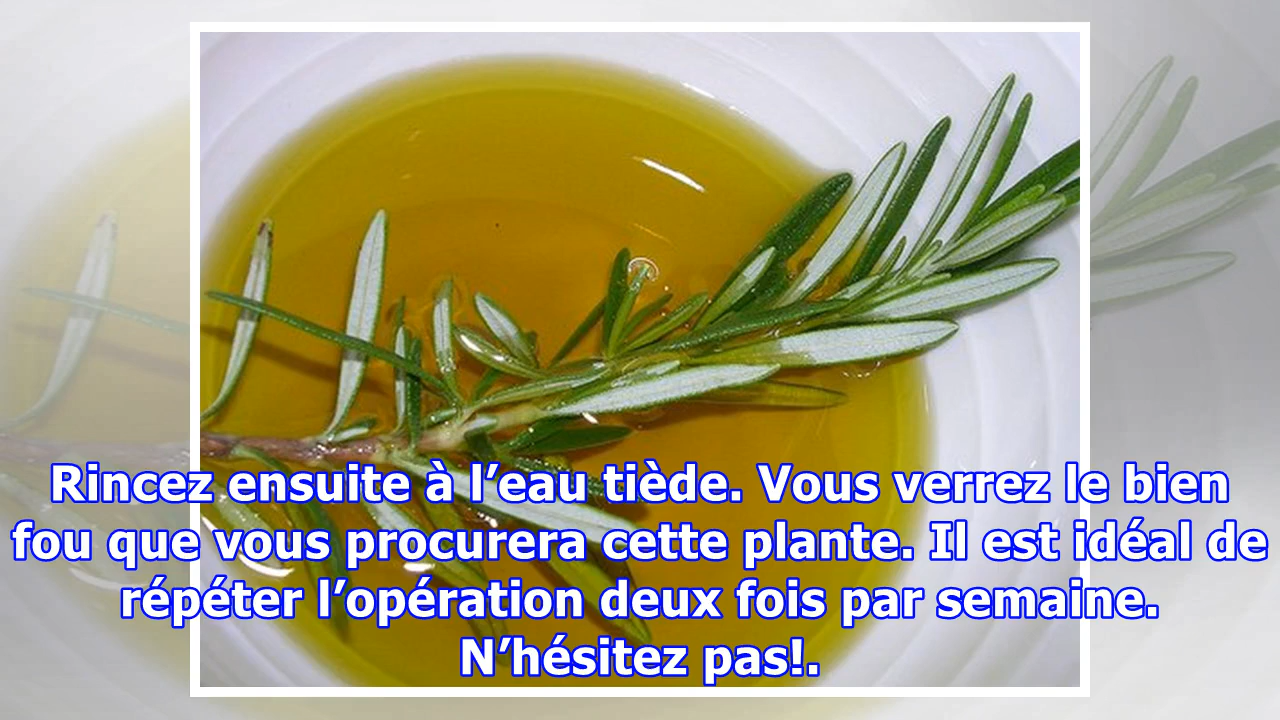 Rincez ensuite à l’eau tiède. Vous verrez le bien
fou que vous procurera cette plante. Il est idéal de
répéter l’opération deux fois par semaine.
N’hésitez pas!.